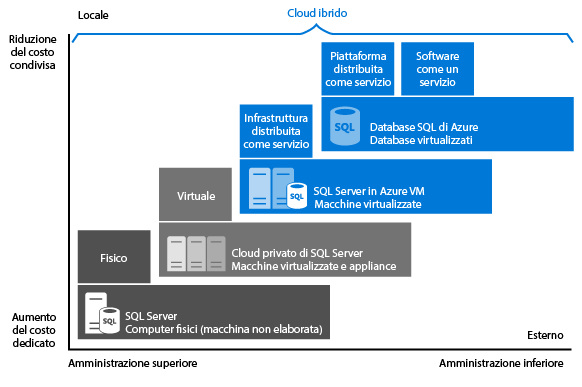 Locale
Cloud ibrido
Riduzione
del costo
condivisa
Piattaforma
distribuita
come servizio
Software
come un
servizio
SQL
Database SQL di Azure
Database virtualizzati
Infrastruttura
distribuita
come servizio
SQL
SQL Server in Azure VM
Macchine virtualizzate
Virtuale
Cloud privato di SQL Server
Macchine virtualizzate e appliance
Fisico
SQL
SQL Server
Computer fisici (macchina non elaborata)
Aumento
del costo
dedicato
Esterno
Amministrazione superiore
Amministrazione inferiore